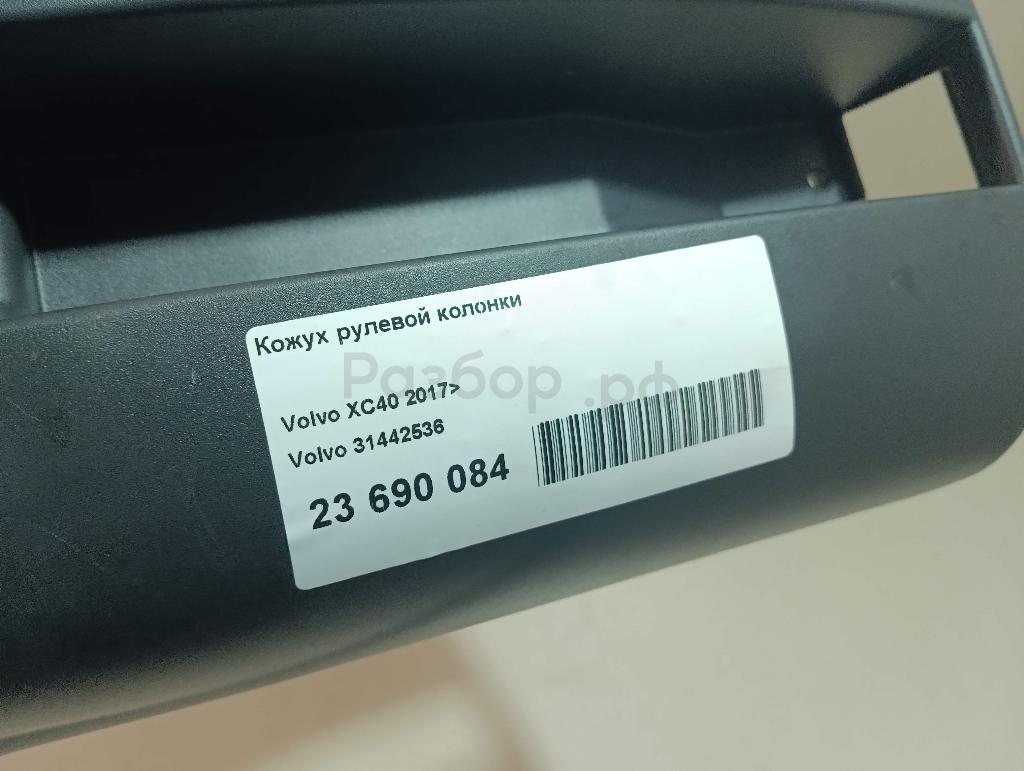 Кожух рулевой колонки
Разбор.рф
Volvo XC40 2017>
Volvo 31442536
23 690 084